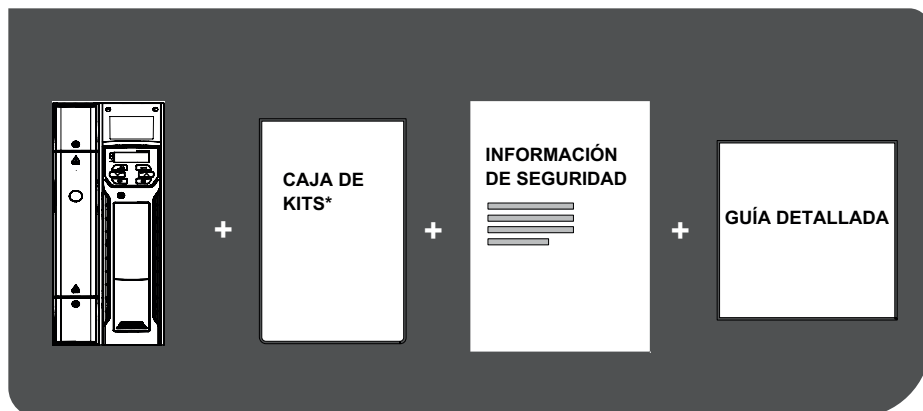 CAJA DE
KITS*
INFORMACIÓN
DE SEGURIDAD
GUÍA DETALLADA
+
+
+